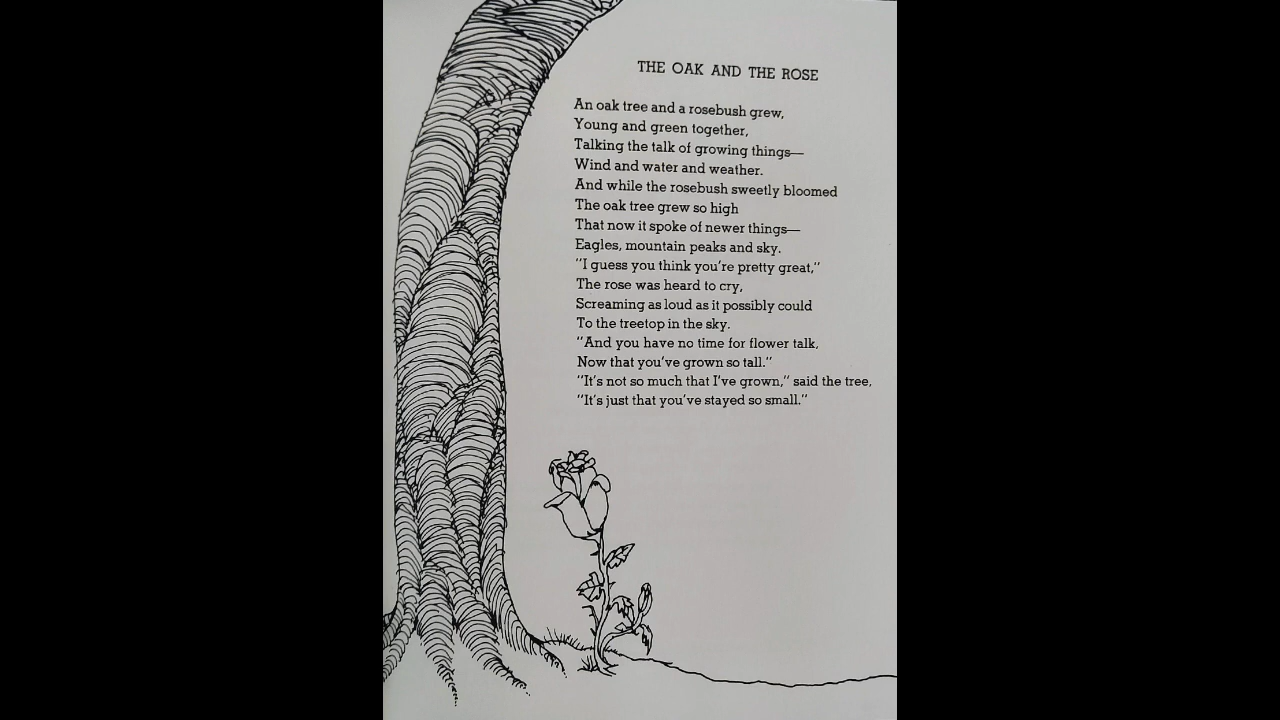 THE OAK AND THE ROSE
An oak tree and a rosebush grew,
Young and green together,
Talking the talk of growing things—
Wind and water and weather.
And while the rosebush sweetly bloomed
The oak tree grew so high
That now it spoke of newer things—
Eagles, mountain peaks and sky.
"I guess you think you're pretty great,"
The rose was heard to cry,
Screaming as loud as it possibly could
To the treetop in the sky.
"And you have no time for flower talk,
Now that you've grown so tall."
"It's not so much that I've grown," said the tree,
"It's just that you've stayed so small."